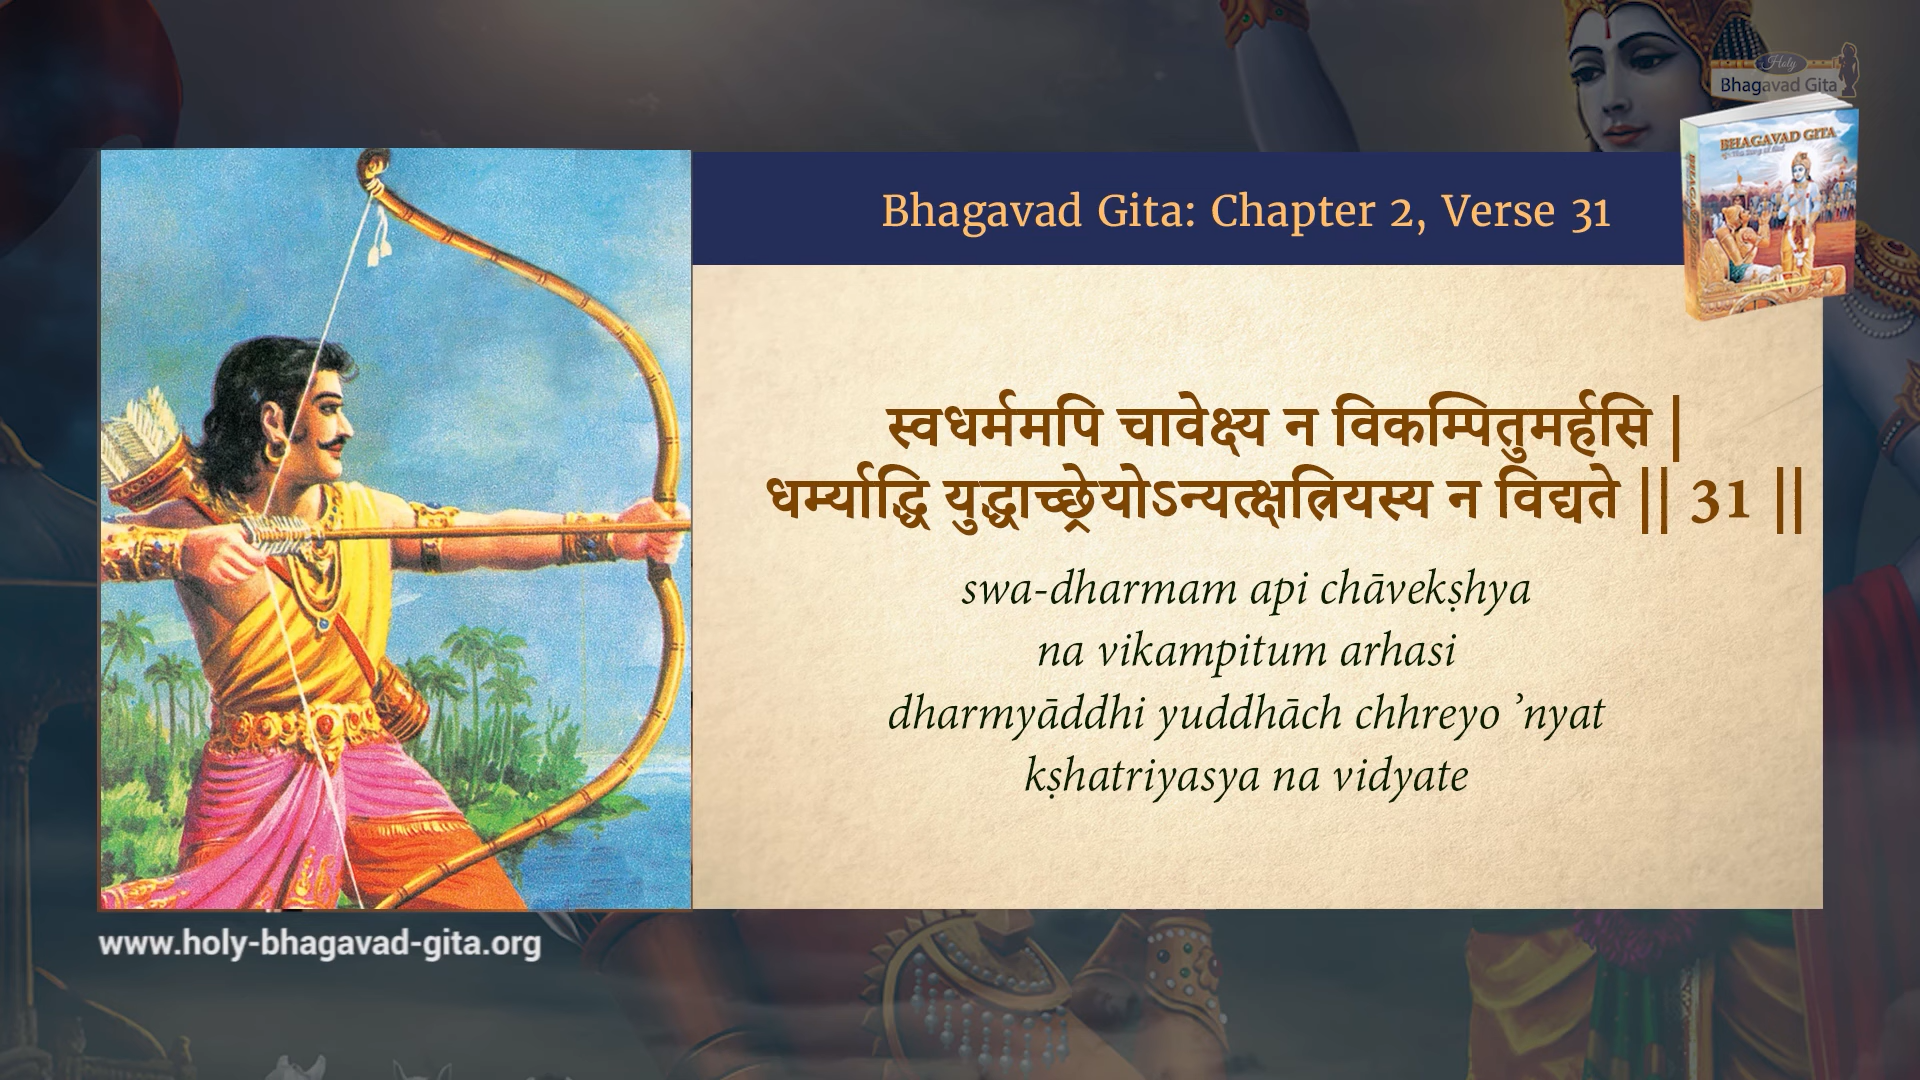 Holy
Bhagavad Gita
BHAGAVAD GITA
Bhagavad Gita: Chapter 2, Verse 31
स्वधर्ममपि चावेक्ष्य न विकम्पितुमर्हसि |
धर्म्याद्धि युद्धाच्छ्रेयोऽन्यत्क्षत्रियस्य न विद्यते || 31 ||
swa-dharmam api chāvekṣhya
na vikampitum arhasi
dharmyāddhi yuddhāch chhreyo ’nyat
kṣhatriyasya na vidyate
www.holy-bhagavad-gita.org